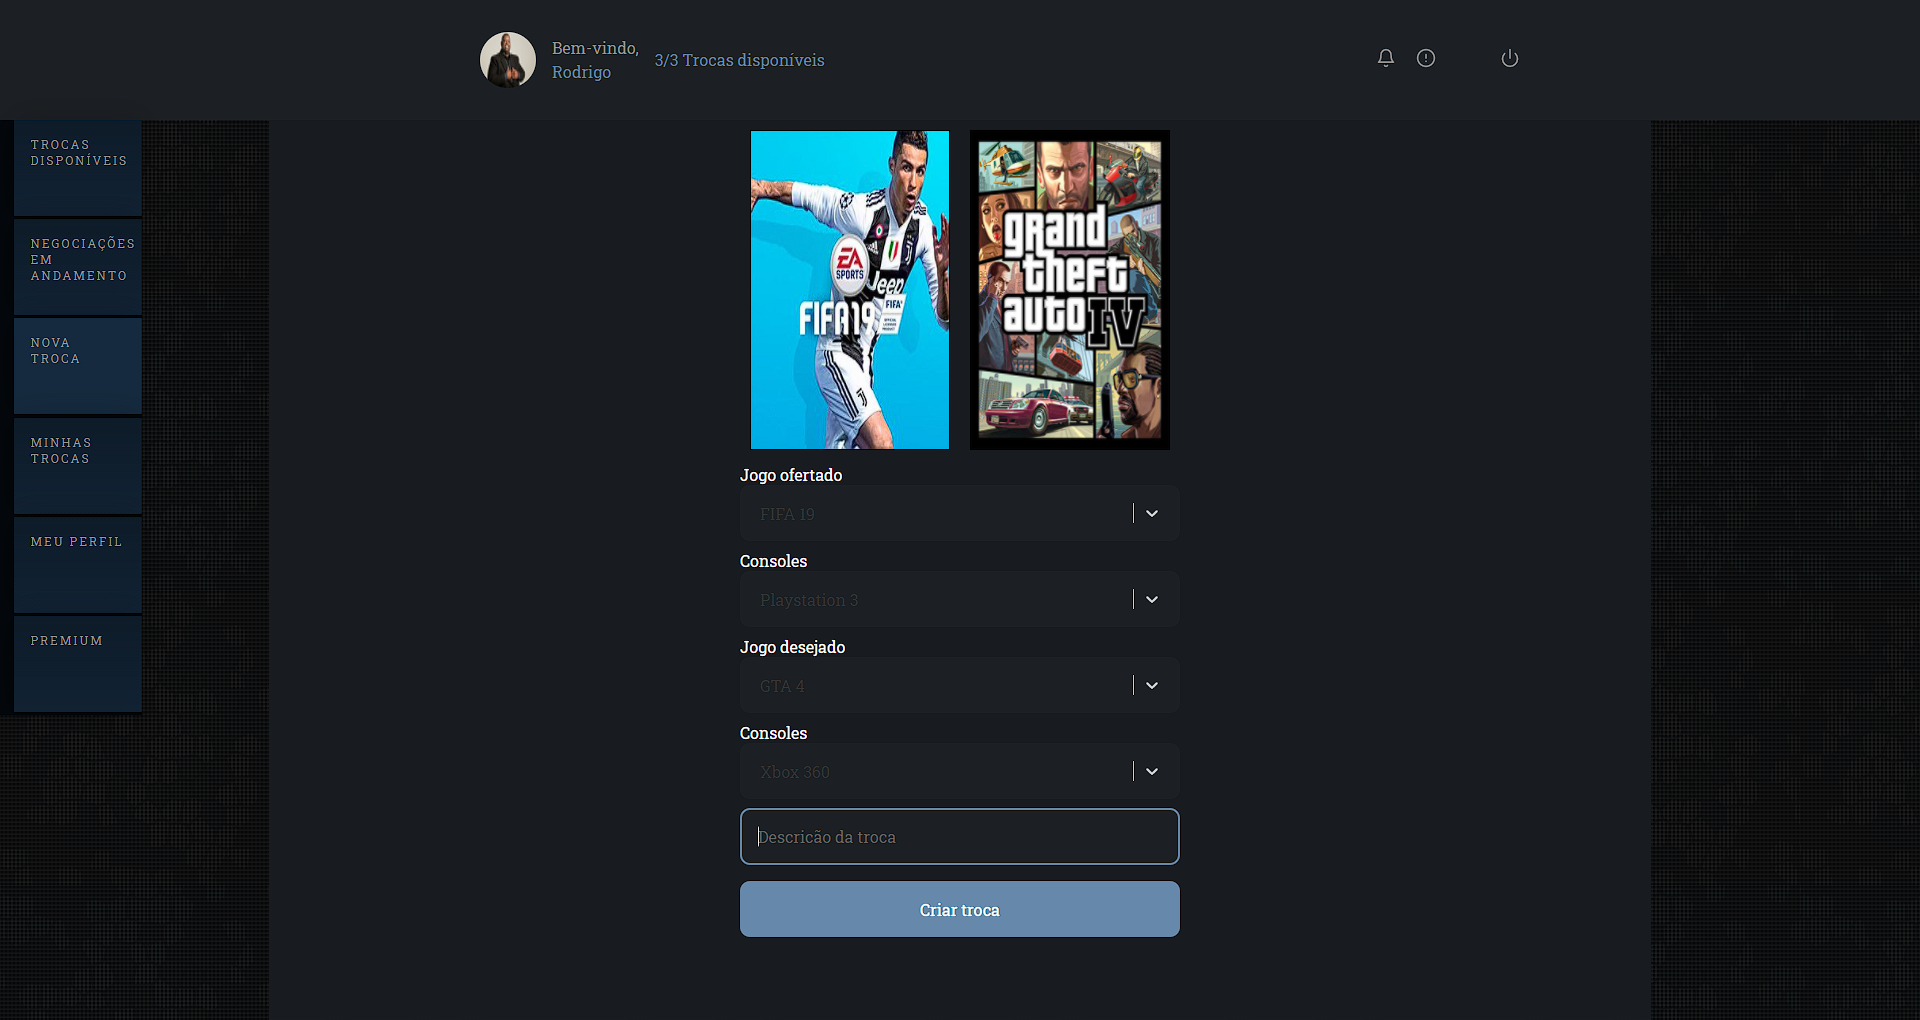 Bem-vindo,
Rodrigo
3/3 Trocas disponíveis
TROCAS
DISPONÍVEIS
NEGOCIAÇÕES
EM
ANDAMENTO
NOVA
TROCA
MINHAS
TROCAS
MEU PERFIL
PREMIUM
EA
SPORTS
Jeep
FIFA 19
FIFA
grand
theft
auto
IV
Jogo ofertado
FIFA 19
Consoles
Playstation 3
Jogo desejado
GTA 4
Consoles
Xbox 360
Descricão da troca
Criar troca